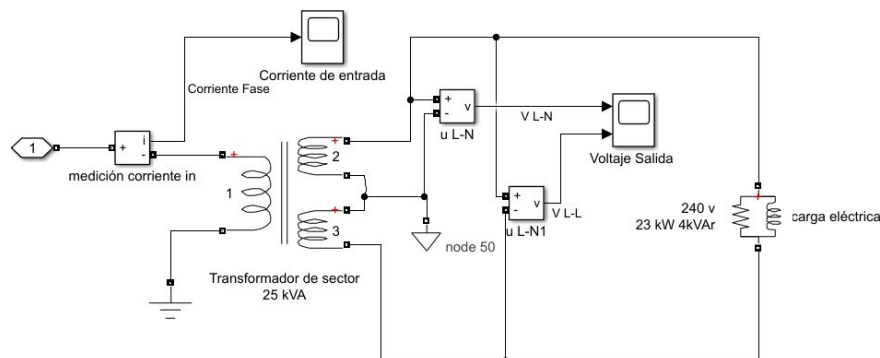 Corriente de entrada
Corriente Fase
1
+
i
-
medición corriente in
+
1
+
2
+
3
Transformador de sector
25 kVA
+
-
v
u L-N
V L-N
Voltaje Salida
+
-
v
u L-N1
V L-L
node 50
+
240 v
23 kW 4kVAr
carga eléctrica